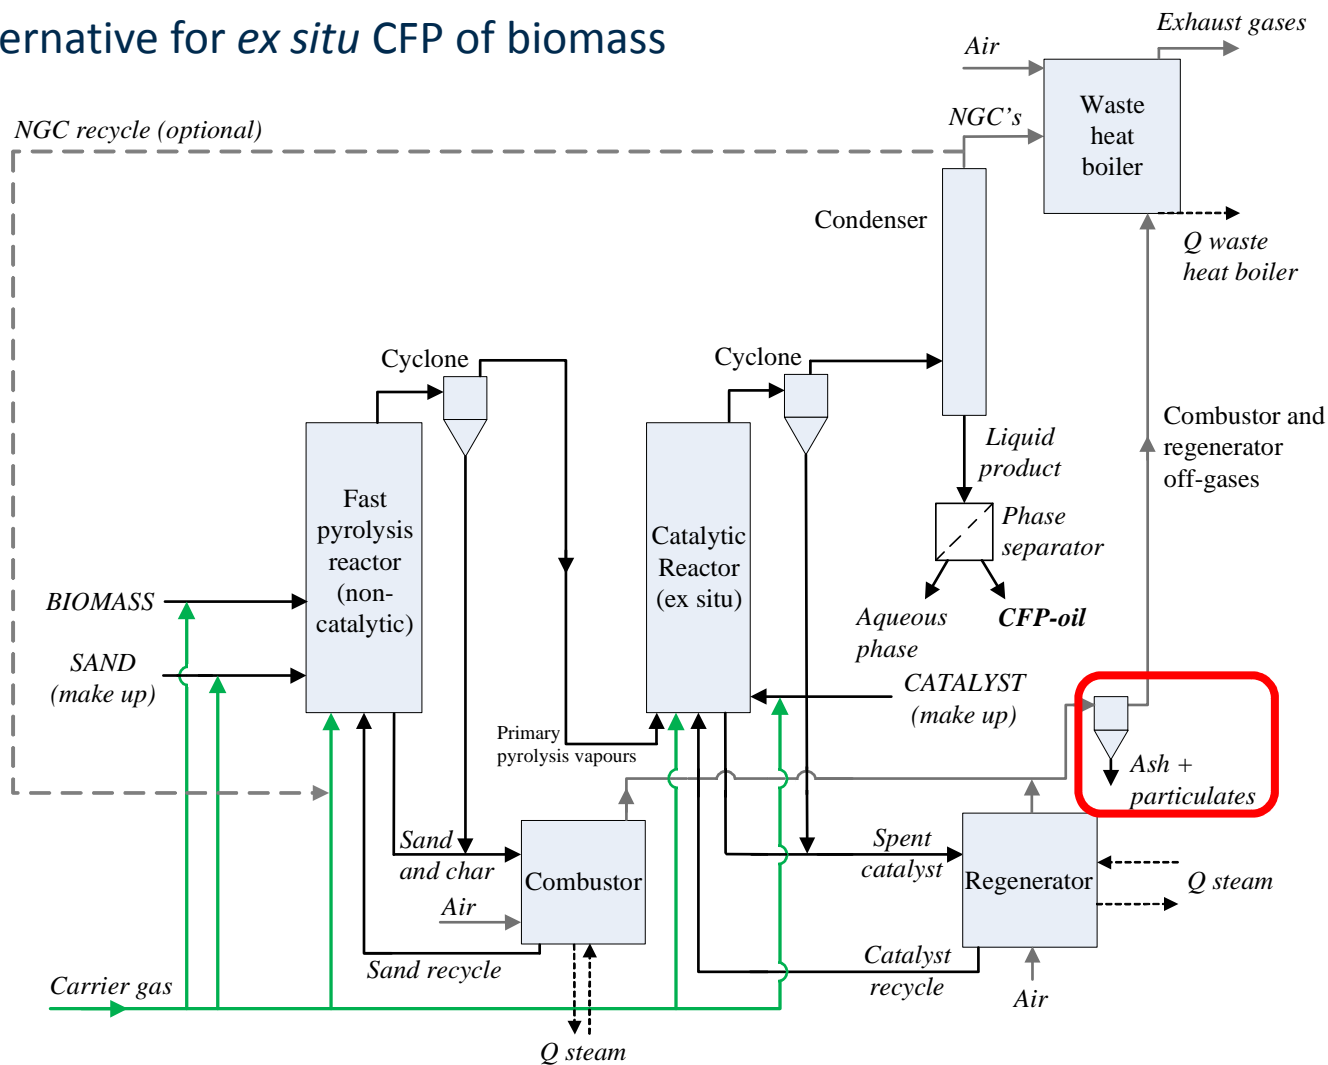 ernative for ex situ CFP of biomass
Exhaust gases
Air
NGC's
Waste
heat
boiler
NGC recycle (optional)
Condenser
Q waste
heat boiler
Cyclone
Cyclone
Combustor and
regenerator
off-gases
Liquid
product
Fast
pyrolysis
reactor
(non-
catalytic)
Catalytic
Reactor
(ex situ)
Phase
separator
BIOMASS
Aqueous
phase
CFP-oil
SAND
(make up)
CATALYST
(make up)
Primary
pyrolysis vapours
Ash +
particulates
Sand
and char
Combustor
Spent
catalyst
Regenerator
Q steam
Air
Sand recycle
Catalyst
recycle
Carrier gas
Air
Q steam